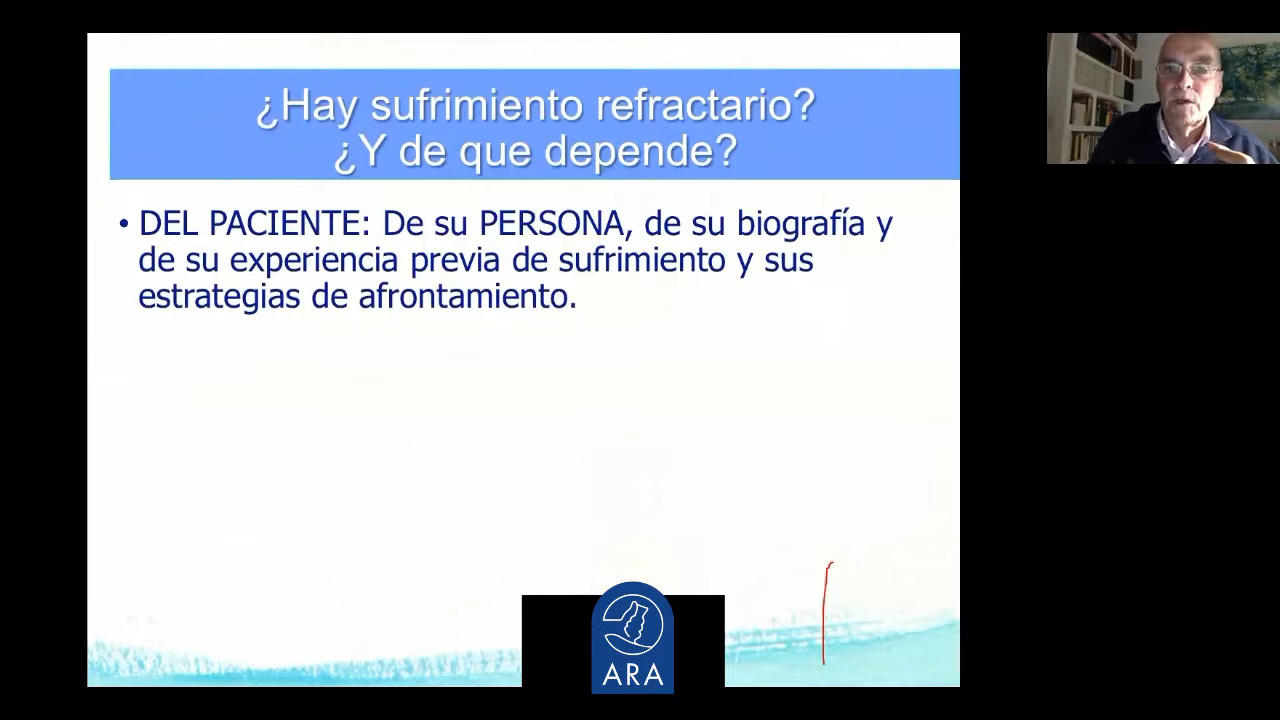 ¿Hay sufrimiento refractario?
¿Y de que depende?
• DEL PACIENTE: De su PERSONA, de su biografía y
de su experiencia previa de sufrimiento y sus
estrategias de afrontamiento.
ARA